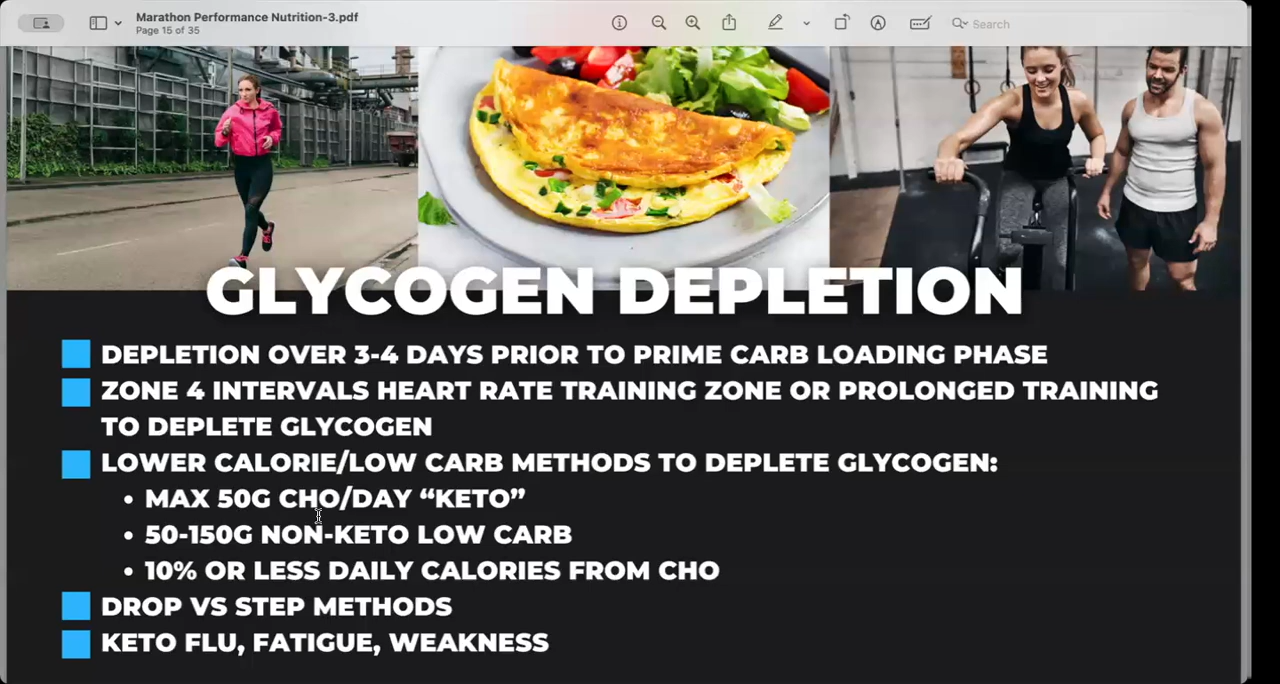 Marathon Performance Nutrition-3.pdf
Page 15 of 35
Search
GLYCOGEN DEPLETION
DEPLETION OVER 3-4 DAYS PRIOR TO PRIME CARB LOADING PHASE
ZONE 4 INTERVALS HEART RATE TRAINING ZONE OR PROLONGED TRAINING
TO DEPLETE GLYCOGEN
LOWER CALORIE/LOW CARB METHODS TO DEPLETE GLYCOGEN:
• MAX 50G CHO/DAY “KETO”
• 50-150G NON-KETO LOW CARB
• 10% OR LESS DAILY CALORIES FROM CHO
DROP VS STEP METHODS
KETO FLU, FATIGUE, WEAKNESS